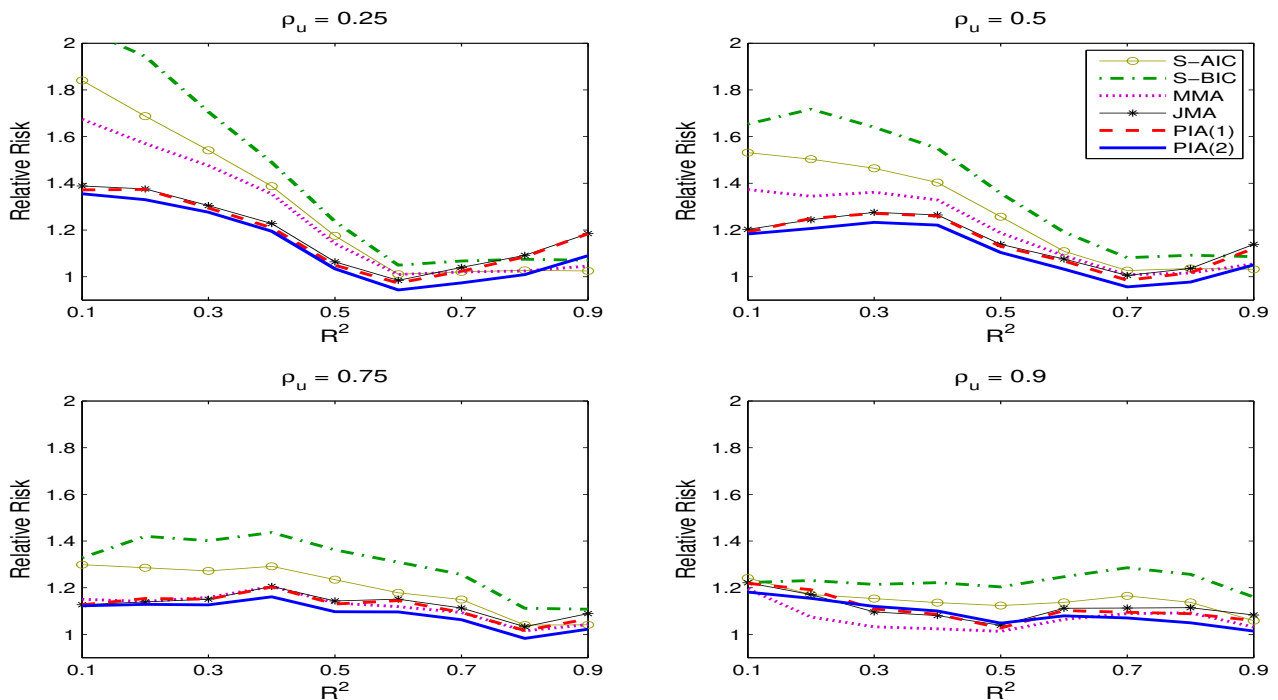 ρu = 0.25
2
1.8
1.6
1.4
1.2
1
Relative Risk
0.1 0.3 0.5 0.7 0.9
R2
ρu = 0.5
2
1.8
1.6
1.4
1.2
1
Relative Risk
S−AIC
S−BIC
MMA
JMA
PIA(1)
PIA(2)
0.1 0.3 0.5 0.7 0.9
R2
ρu = 0.75
2
1.8
1.6
1.4
1.2
1
Relative Risk
0.1 0.3 0.5 0.7 0.9
R2
ρu = 0.9
2
1.8
1.6
1.4
1.2
1
Relative Risk
0.1 0.3 0.5 0.7 0.9
R2